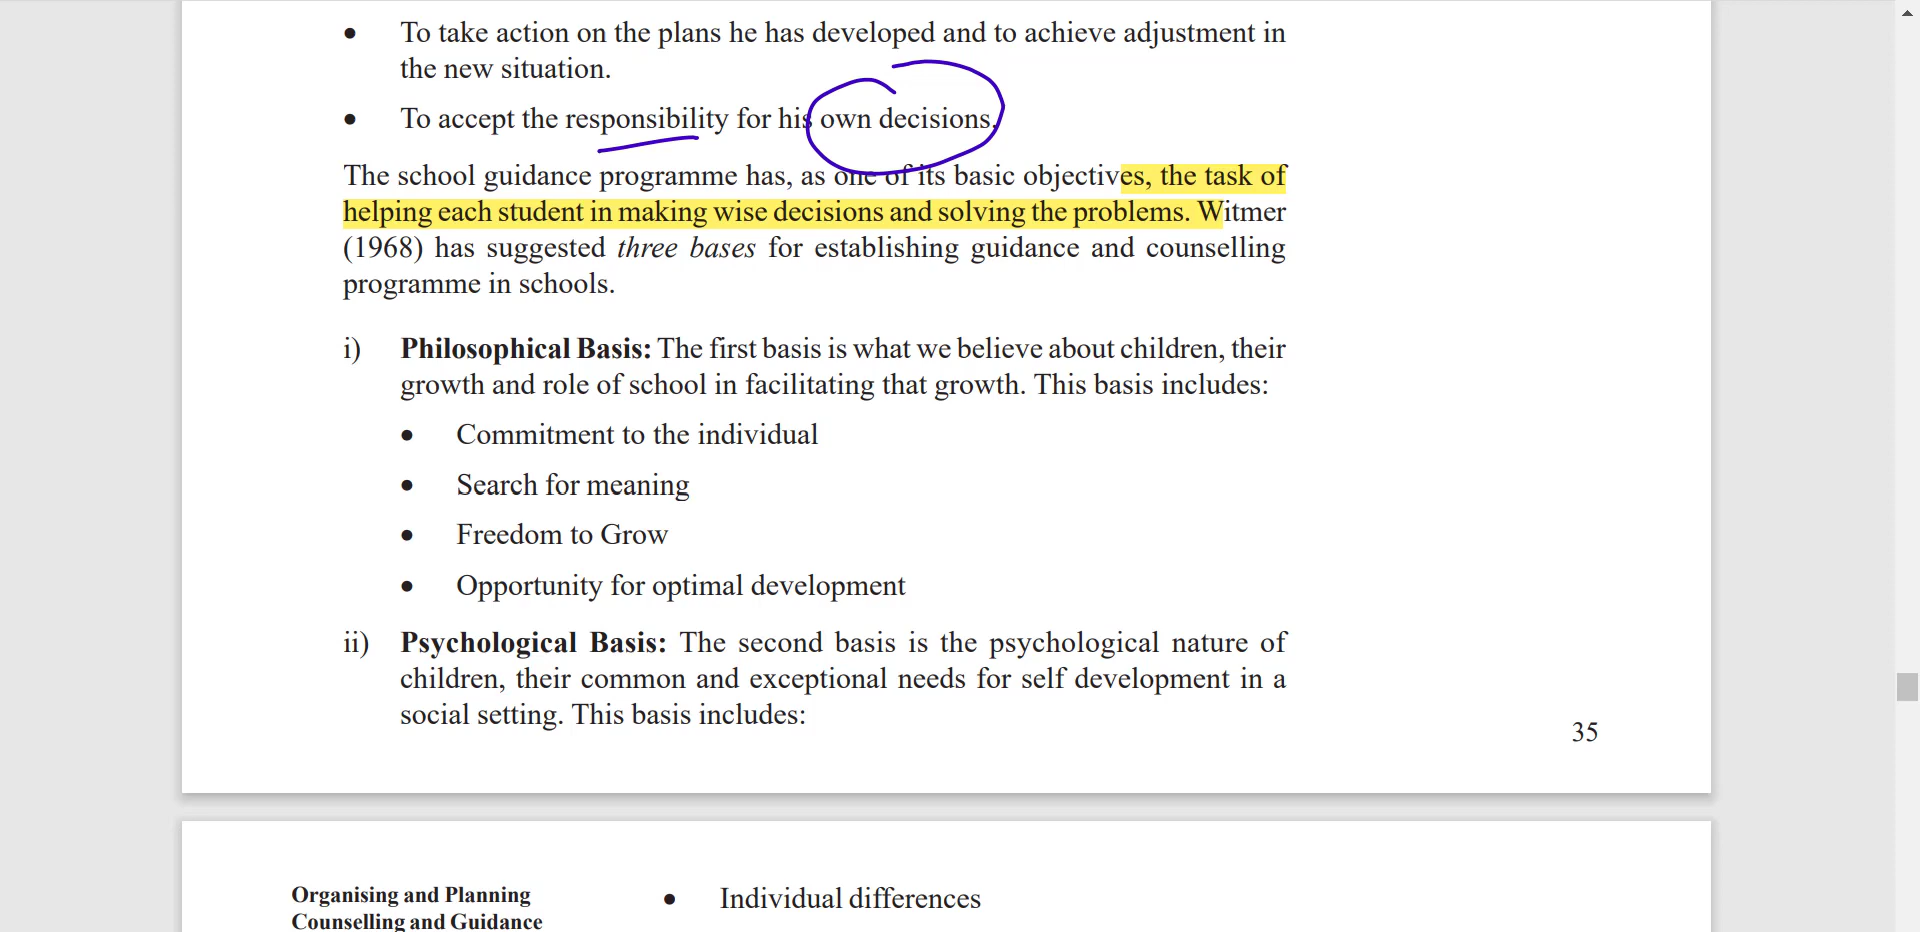 • To take action on the plans he has developed and to achieve adjustment in
the new situation.
• To accept the responsibility for his own decisions.
The school guidance programme has, as one of its basic objectives, the task of
helping each student in making wise decisions and solving the problems. Witmer
(1968) has suggested three bases for establishing guidance and counselling
programme in schools.
i) Philosophical Basis: The first basis is what we believe about children, their
growth and role of school in facilitating that growth. This basis includes:
• Commitment to the individual
• Search for meaning
• Freedom to Grow
• Opportunity for optimal development
ii) Psychological Basis: The second basis is the psychological nature of
children, their common and exceptional needs for self development in a
social setting. This basis includes:
35
Organising and Planning
Counselling and Guidance
• Individual differences